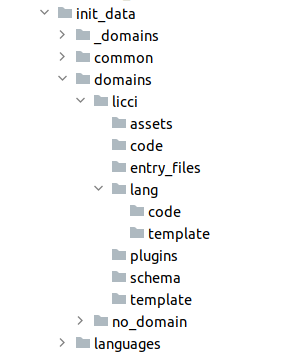 init_data
_domains
common
domains
licci
assets
code
entry_files
lang
code
template
plugins
schema
template
no_domain
languages